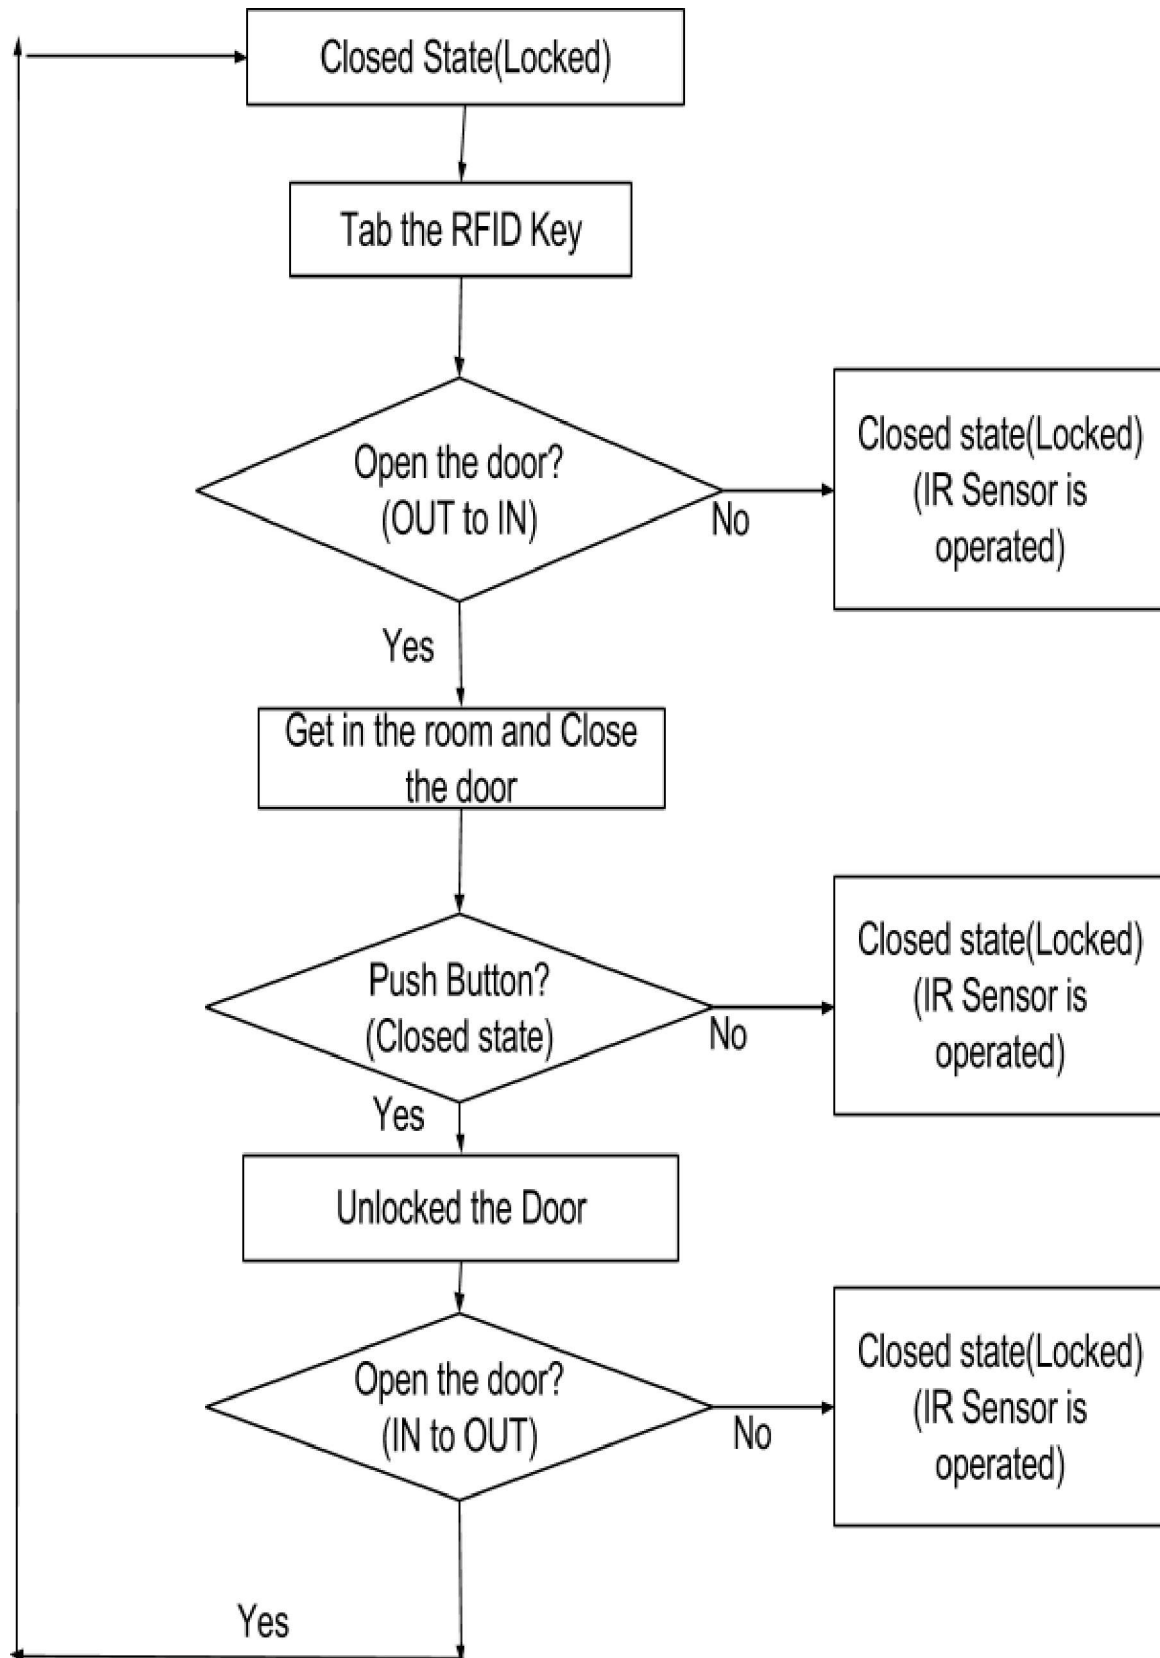 Closed State(Locked)
Tab the RFID Key
Open the door?
(OUT to IN)
No
Closed state(Locked)
(IR Sensor is
operated)
Yes
Get in the room and Close
the door
Push Button?
(Closed state)
No
Closed state(Locked)
(IR Sensor is
operated)
Yes
Unlocked the Door
Open the door?
(IN to OUT)
No
Closed state(Locked)
(IR Sensor is
operated)
Yes